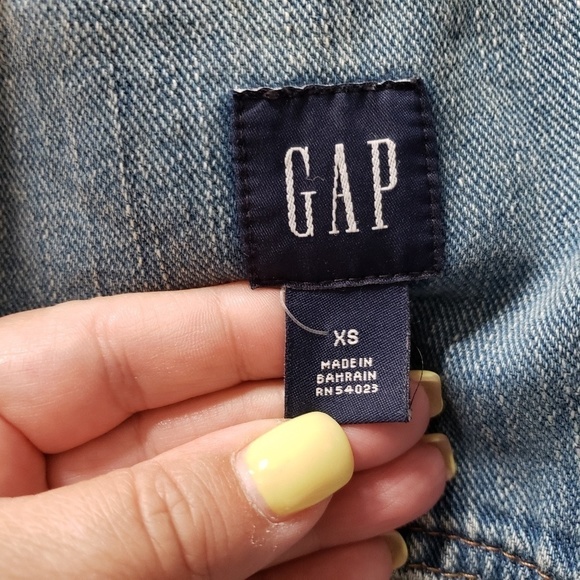 GAP
XS
MADE IN
BAHRAIN
RN 54023